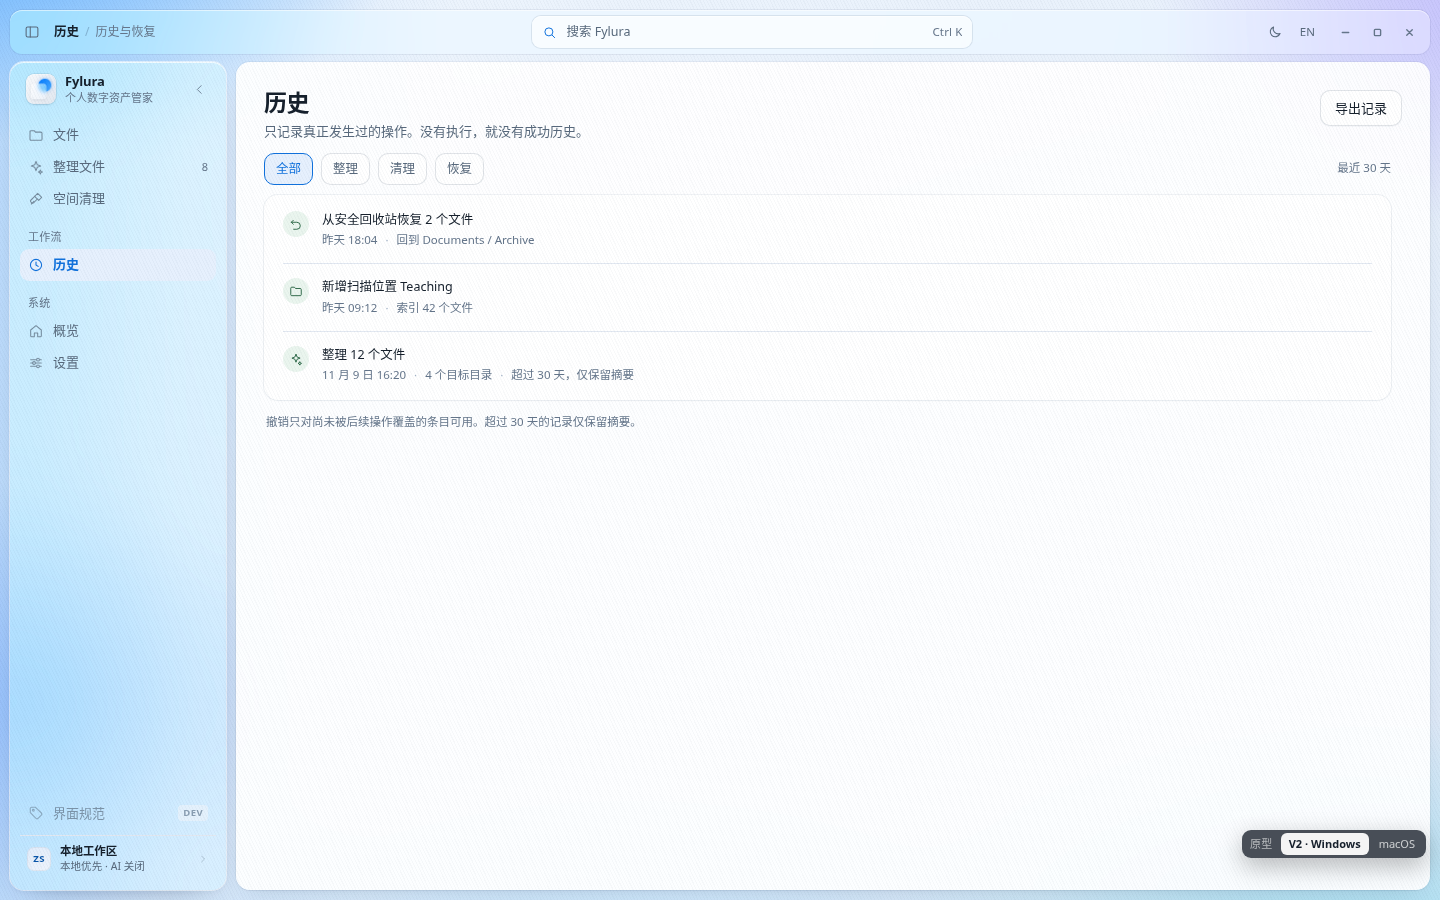 历史 / 历史与恢复
搜索 Fylura
Ctrl K
EN
Fylura
个人数字资产管家
文件
整理文件 8
空间清理
工作流
历史
系统
概览
设置
界面规范 DEV
ZS
本地工作区
本地优先 · AI 关闭
历史
只记录真正发生过的操作。没有执行，就没有成功历史。
导出记录
全部 整理 清理 恢复
最近 30 天
从安全回收站恢复 2 个文件
昨天 18:04 · 回到 Documents / Archive
新增扫描位置 Teaching
昨天 09:12 · 索引 42 个文件
整理 12 个文件
11 月 9 日 16:20 · 4 个目标目录 · 超过 30 天，仅保留摘要
撤销只对尚未被后续操作覆盖的条目可用。超过 30 天的记录仅保留摘要。
原型 V2 · Windows macOS